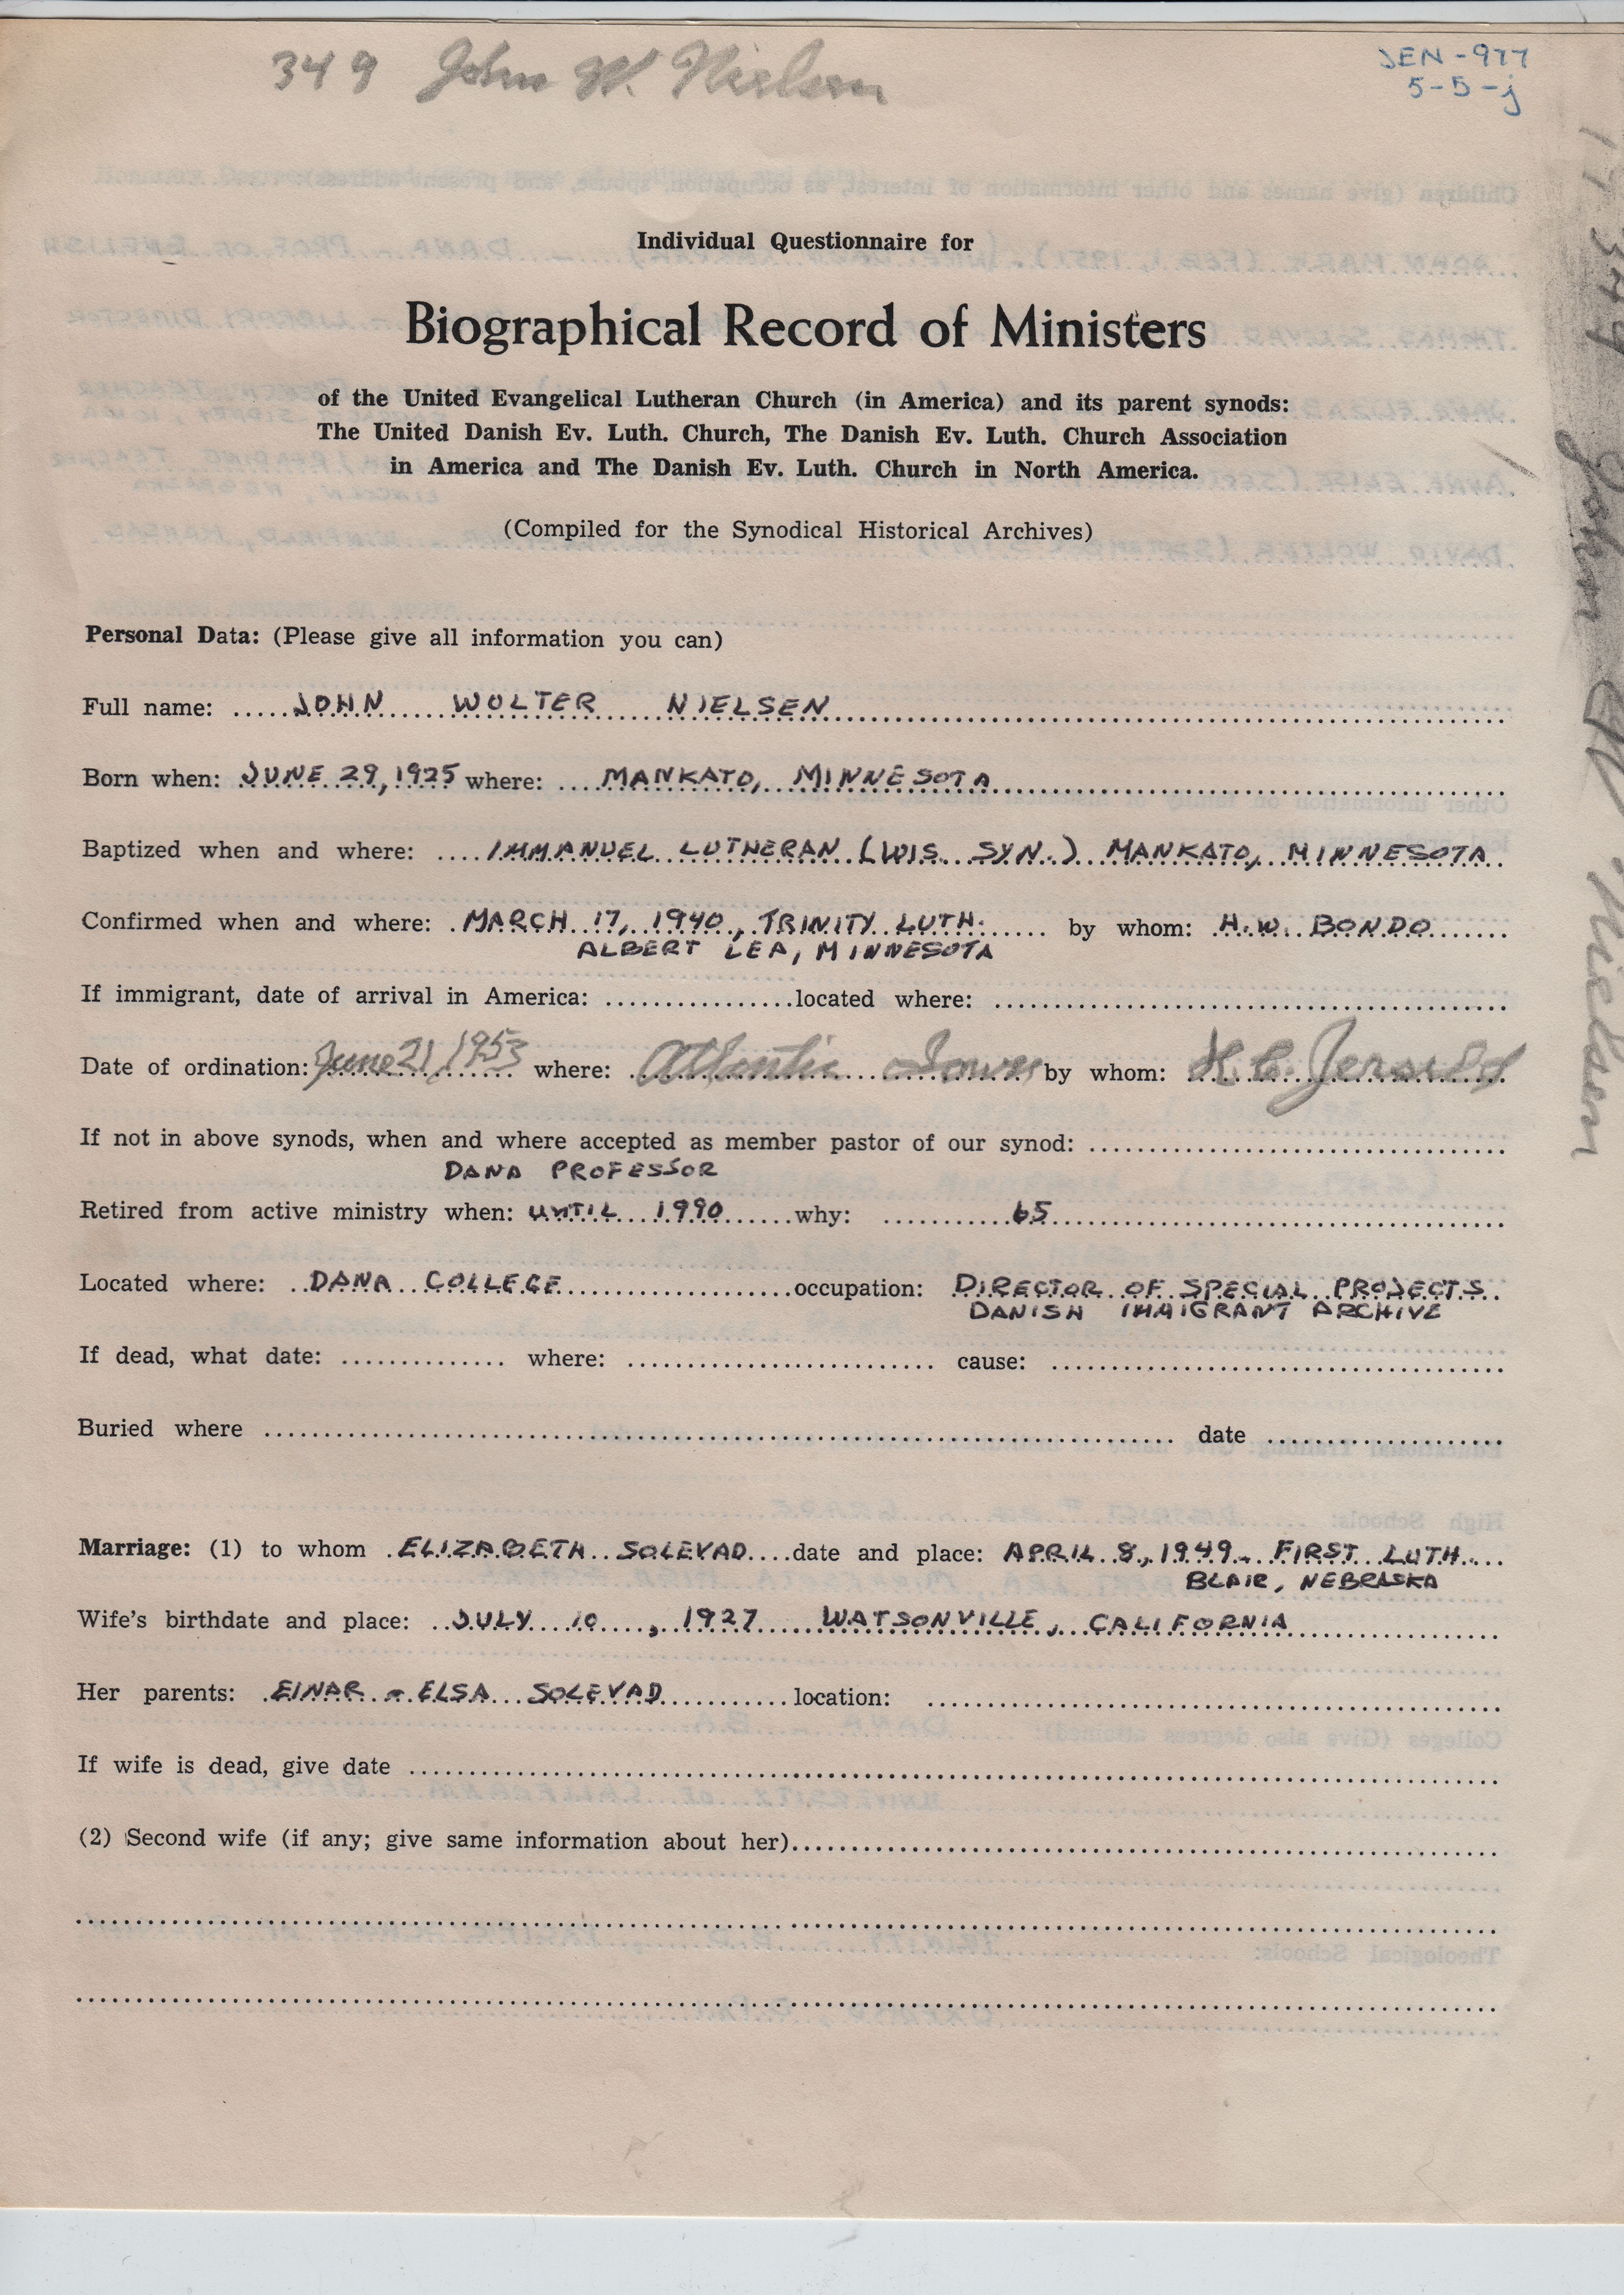 349 John W. Nielsen
JEN-977
5-5-j
Individual Questionnaire for
Biographical Record of Ministers
of the United Evangelical Lutheran Church (in America) and its parent synods:
The United Danish Ev. Luth. Church, The Danish Ev. Luth. Church Association
in America and The Danish Ev. Luth. Church in North America.
(Compiled for the Synodical Historical Archives)
Personal Data: (Please give all information you can)
Full name: JOHN WOLTER NIELSEN
Born when: JUNE 29, 1925 where: MANKATO, MINNESOTA
Baptized when and where: IMMANUEL LUTHERAN (WIS. SYN.) MANKATO, MINNESOTA
Confirmed when and where: MARCH 17, 1940, TRINITY LUTH. by whom: H.W. BONDO
ALBERT LEA, MINNESOTA
If immigrant, date of arrival in America: located where:
Date of ordination: June 21, 1953 where: Atlantic Iowa by whom: H.C. Jersild
If not in above synods, when and where accepted as member pastor of our synod:
DANA PROFESSOR
Retired from active ministry when: UNTIL 1990 why: 65
Located where: DANA COLLEGE occupation: DIRECTOR OF SPECIAL PROJECTS
DANISH IMMIGRANT ARCHIVE
If dead, what date: where: cause:
Buried where date
Marriage: (1) to whom ELIZABETH SOLEVAD date and place: APRIL 8, 1949 - FIRST LUTH.
BLAIR, NEBRASKA
Wife's birthdate and place: JULY 10, 1927 WATSONVILLE, CALIFORNIA
Her parents: EINAR - ELSA SOLEVAD location:
If wife is dead, give date
(2) Second wife (if any; give same information about her)
349 John W Nielsen